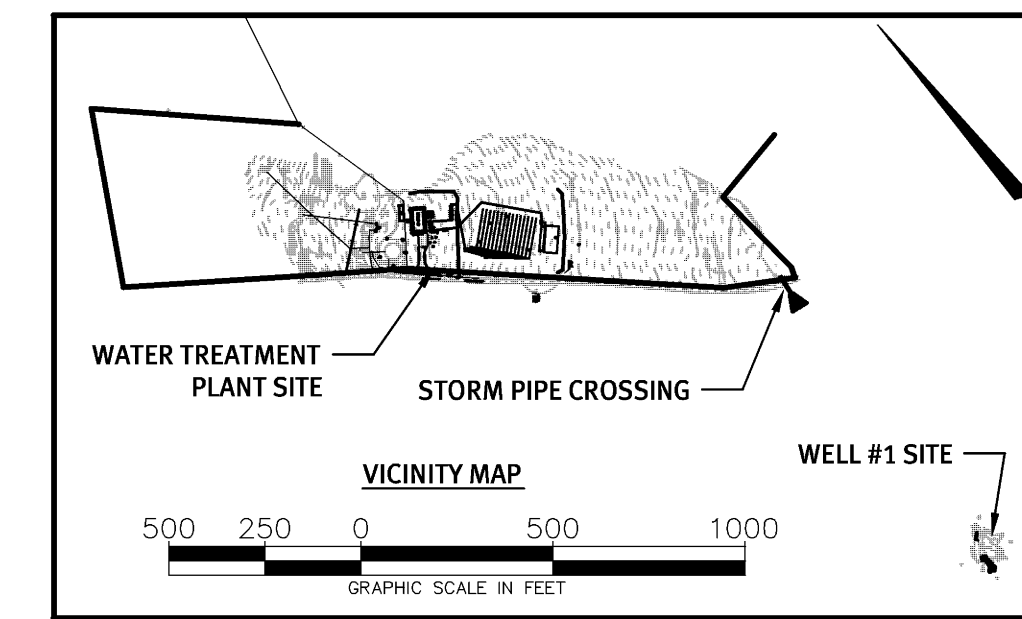 WATER TREATMENT
PLANT SITE
STORM PIPE CROSSING
WELL #1 SITE
VICINITY MAP
500 250 0 500 1000
GRAPHIC SCALE IN FEET